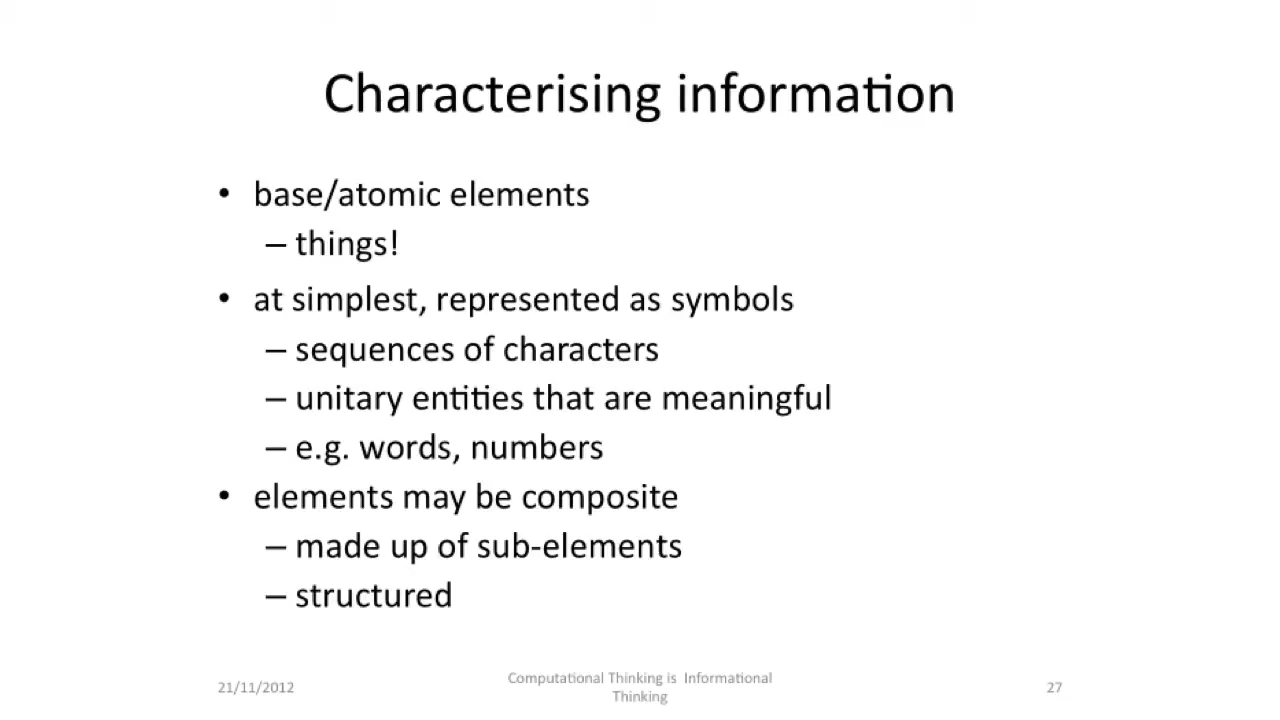 Characterising information
• base/atomic elements
– things!
• at simplest, represented as symbols
– sequences of characters
– unitary entities that are meaningful
– e.g. words, numbers
• elements may be composite
– made up of sub-elements
– structured
21/11/2012
Computational Thinking is Informational
Thinking
27